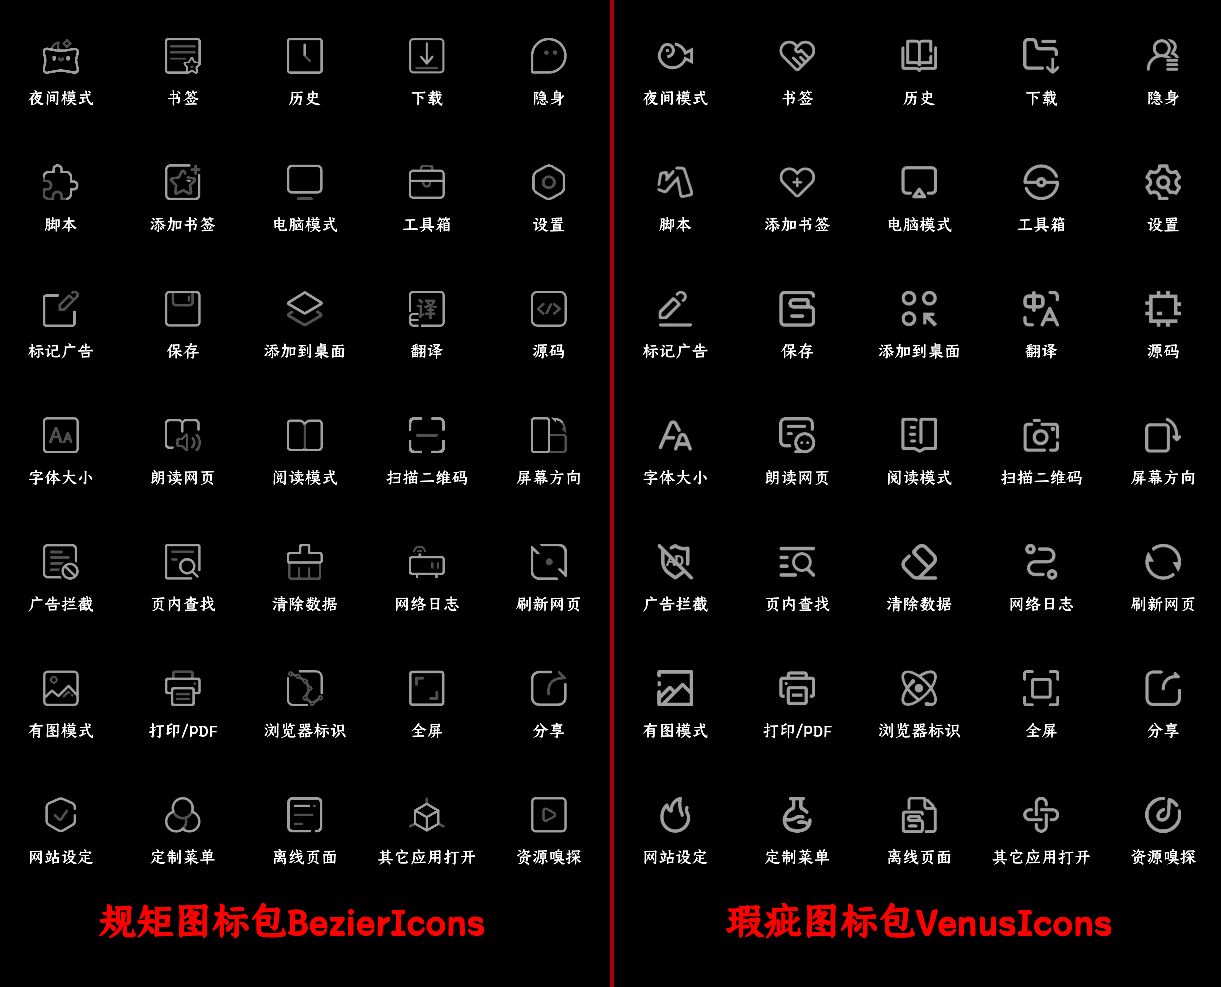 夜间模式 书签 历史 下载 隐身
脚本 添加书签 电脑模式 工具箱 设置
标记广告 保存 添加到桌面 翻译 源码
字体大小 朗读网页 阅读模式 扫描二维码 屏幕方向
广告拦截 页内查找 清除数据 网络日志 刷新网页
有图模式 打印/PDF 浏览器标识 全屏 分享
网站设定 定制菜单 离线页面 其它应用打开 资源嗅探
规矩图标包BezierIcons
夜间模式 书签 历史 下载 隐身
脚本 添加书签 电脑模式 工具箱 设置
标记广告 保存 添加到桌面 翻译 源码
字体大小 朗读网页 阅读模式 扫描二维码 屏幕方向
广告拦截 页内查找 清除数据 网络日志 刷新网页
有图模式 打印/PDF 浏览器标识 全屏 分享
网站设定 定制菜单 离线页面 其它应用打开 资源嗅探
瑕疵图标包VenusIcons